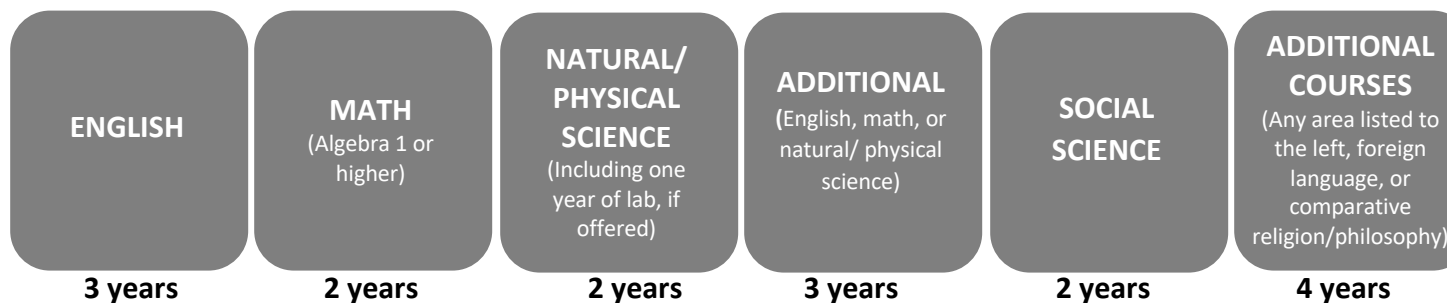 ENGLISH
3 years
MATH
(Algebra 1 or
higher)
2 years
NATURAL/
PHYSICAL
SCIENCE
(Including one
year of lab, if
offered)
2 years
ADDITIONAL
(English, math, or
natural/ physical
science)
3 years
SOCIAL
SCIENCE
2 years
ADDITIONAL
COURSES
(Any area listed to
the left, foreign
language, or
comparative
religion/philosophy)
4 years